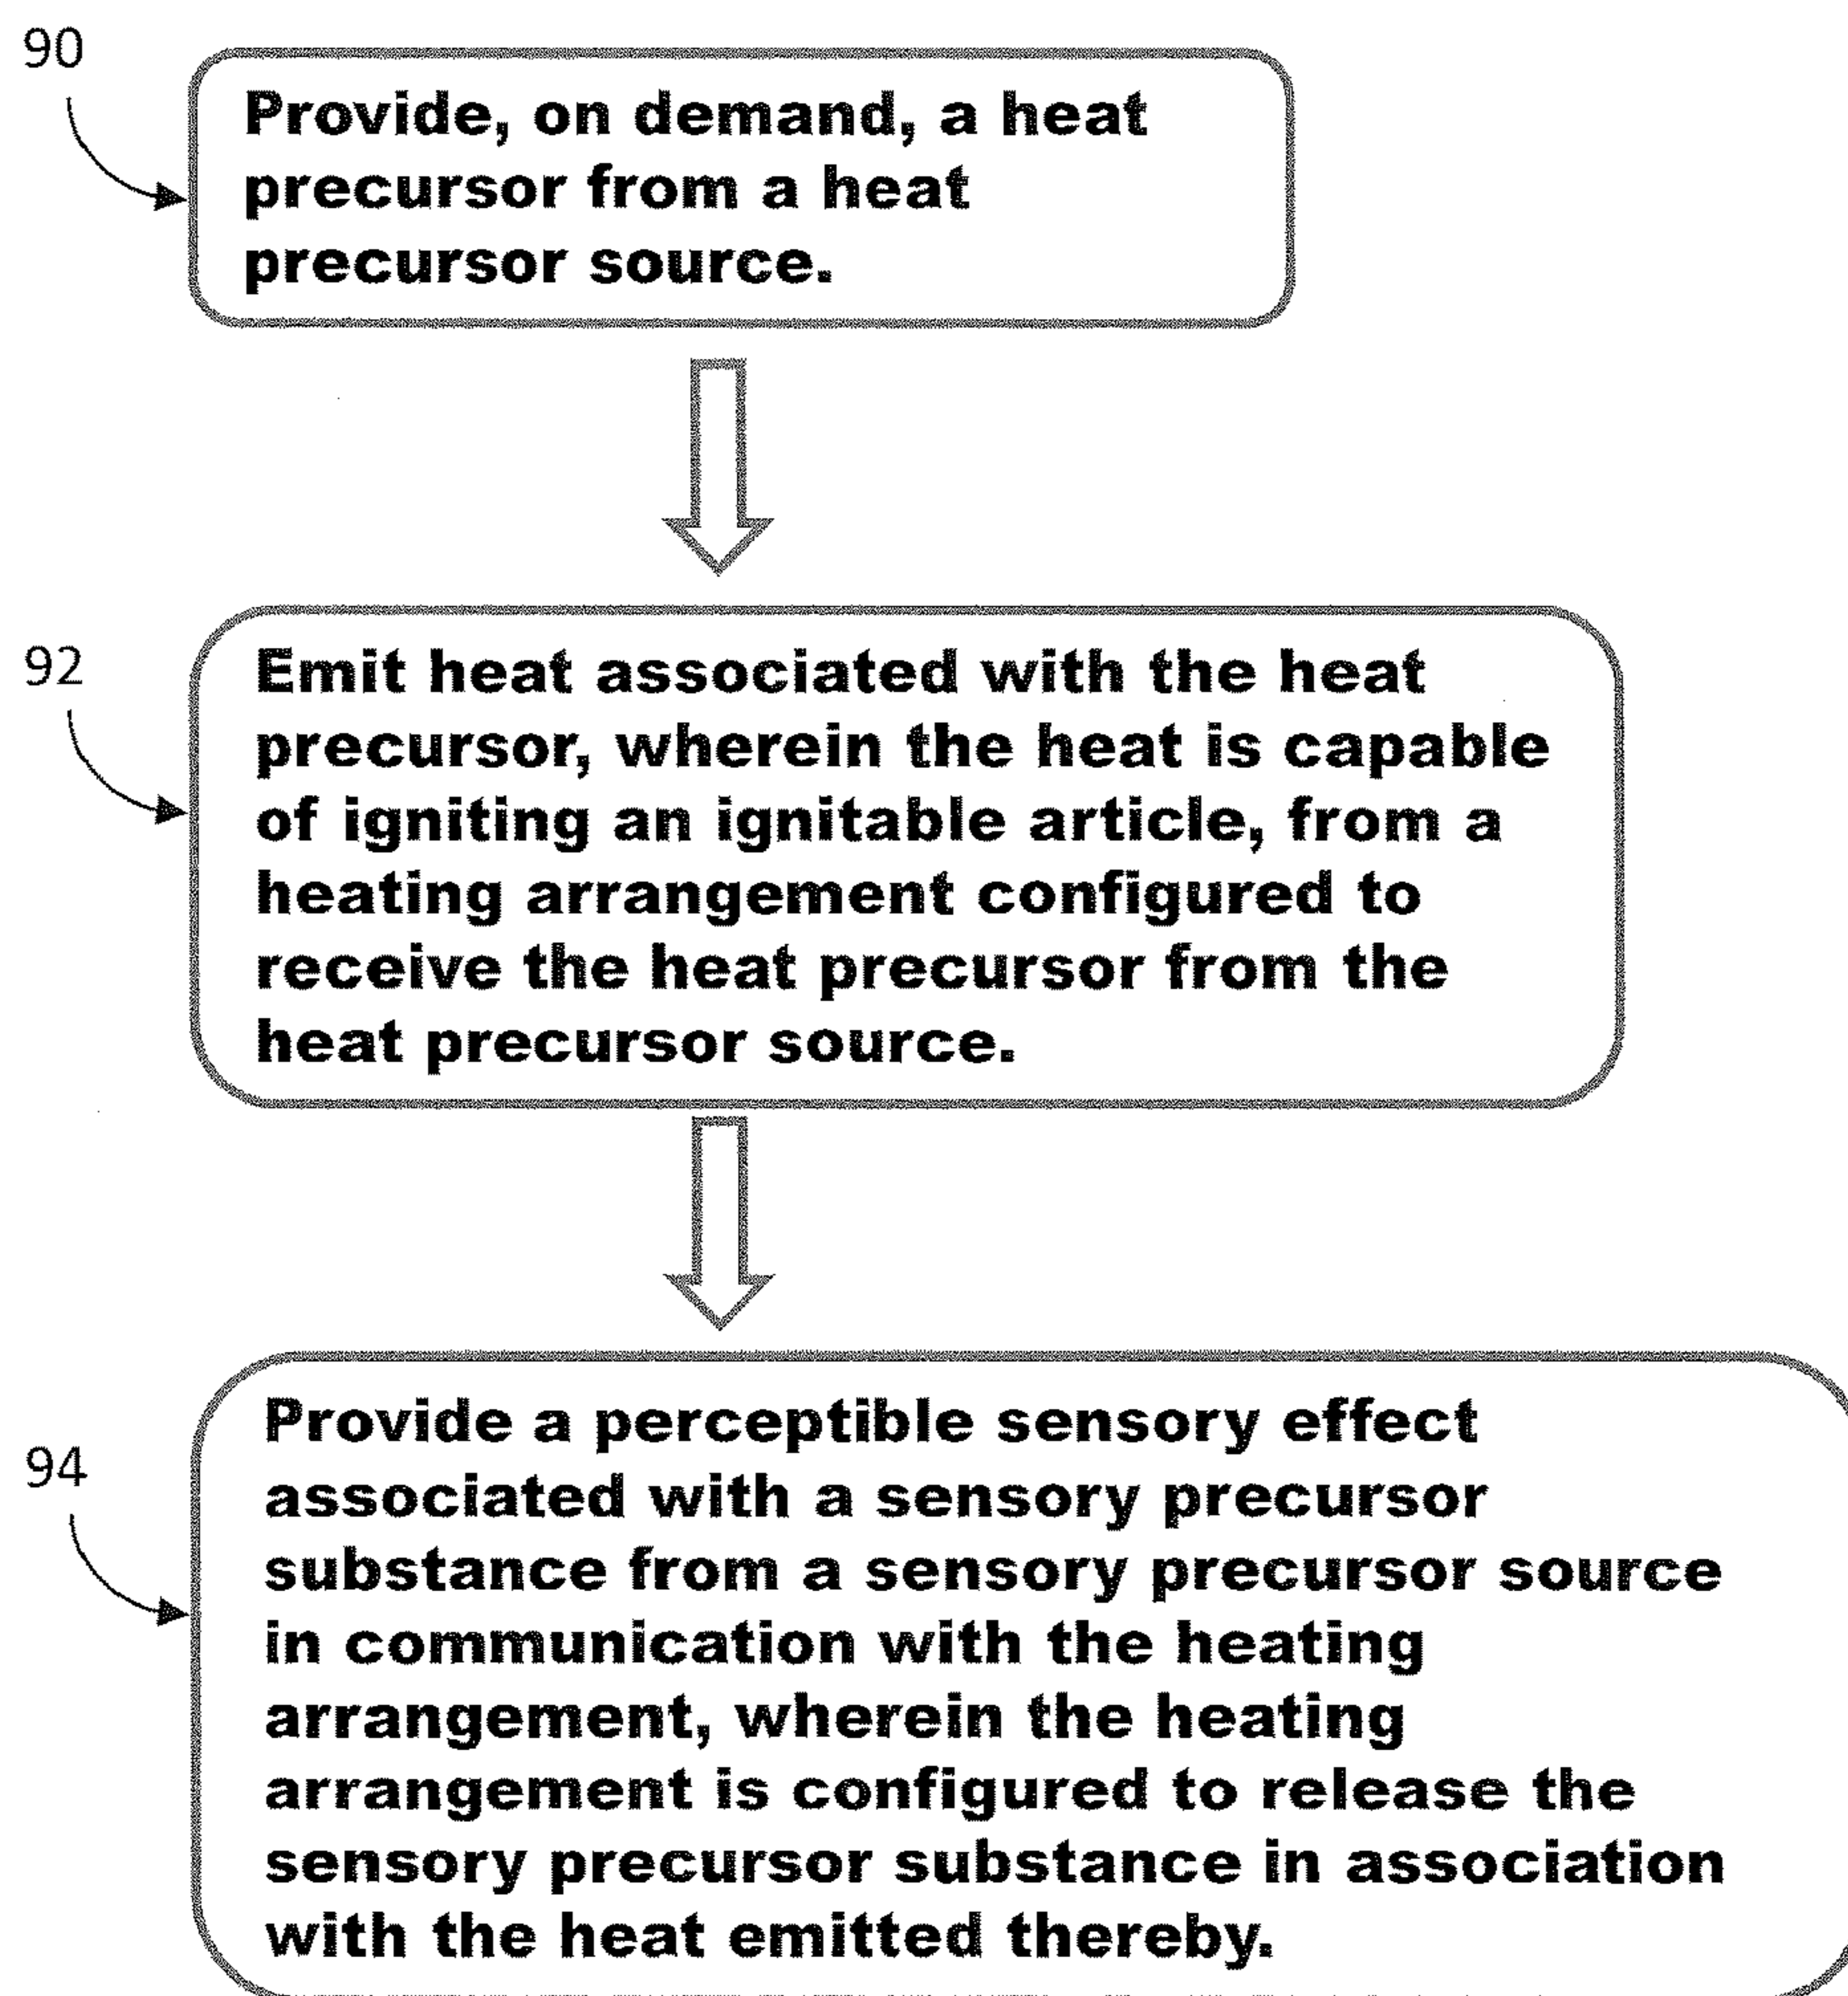 90
Provide, on demand, a heat
precursor from a heat
precursor source.
92
Emit heat associated with the heat
precursor, wherein the heat is capable
of igniting an ignitable article, from a
heating arrangement configured to
receive the heat precursor from the
heat precursor source.
94
Provide a perceptible sensory effect
associated with a sensory precursor
substance from a sensory precursor source
in communication with the heating
arrangement, wherein the heating
arrangement is configured to release the
sensory precursor substance in association
with the heat emitted thereby.